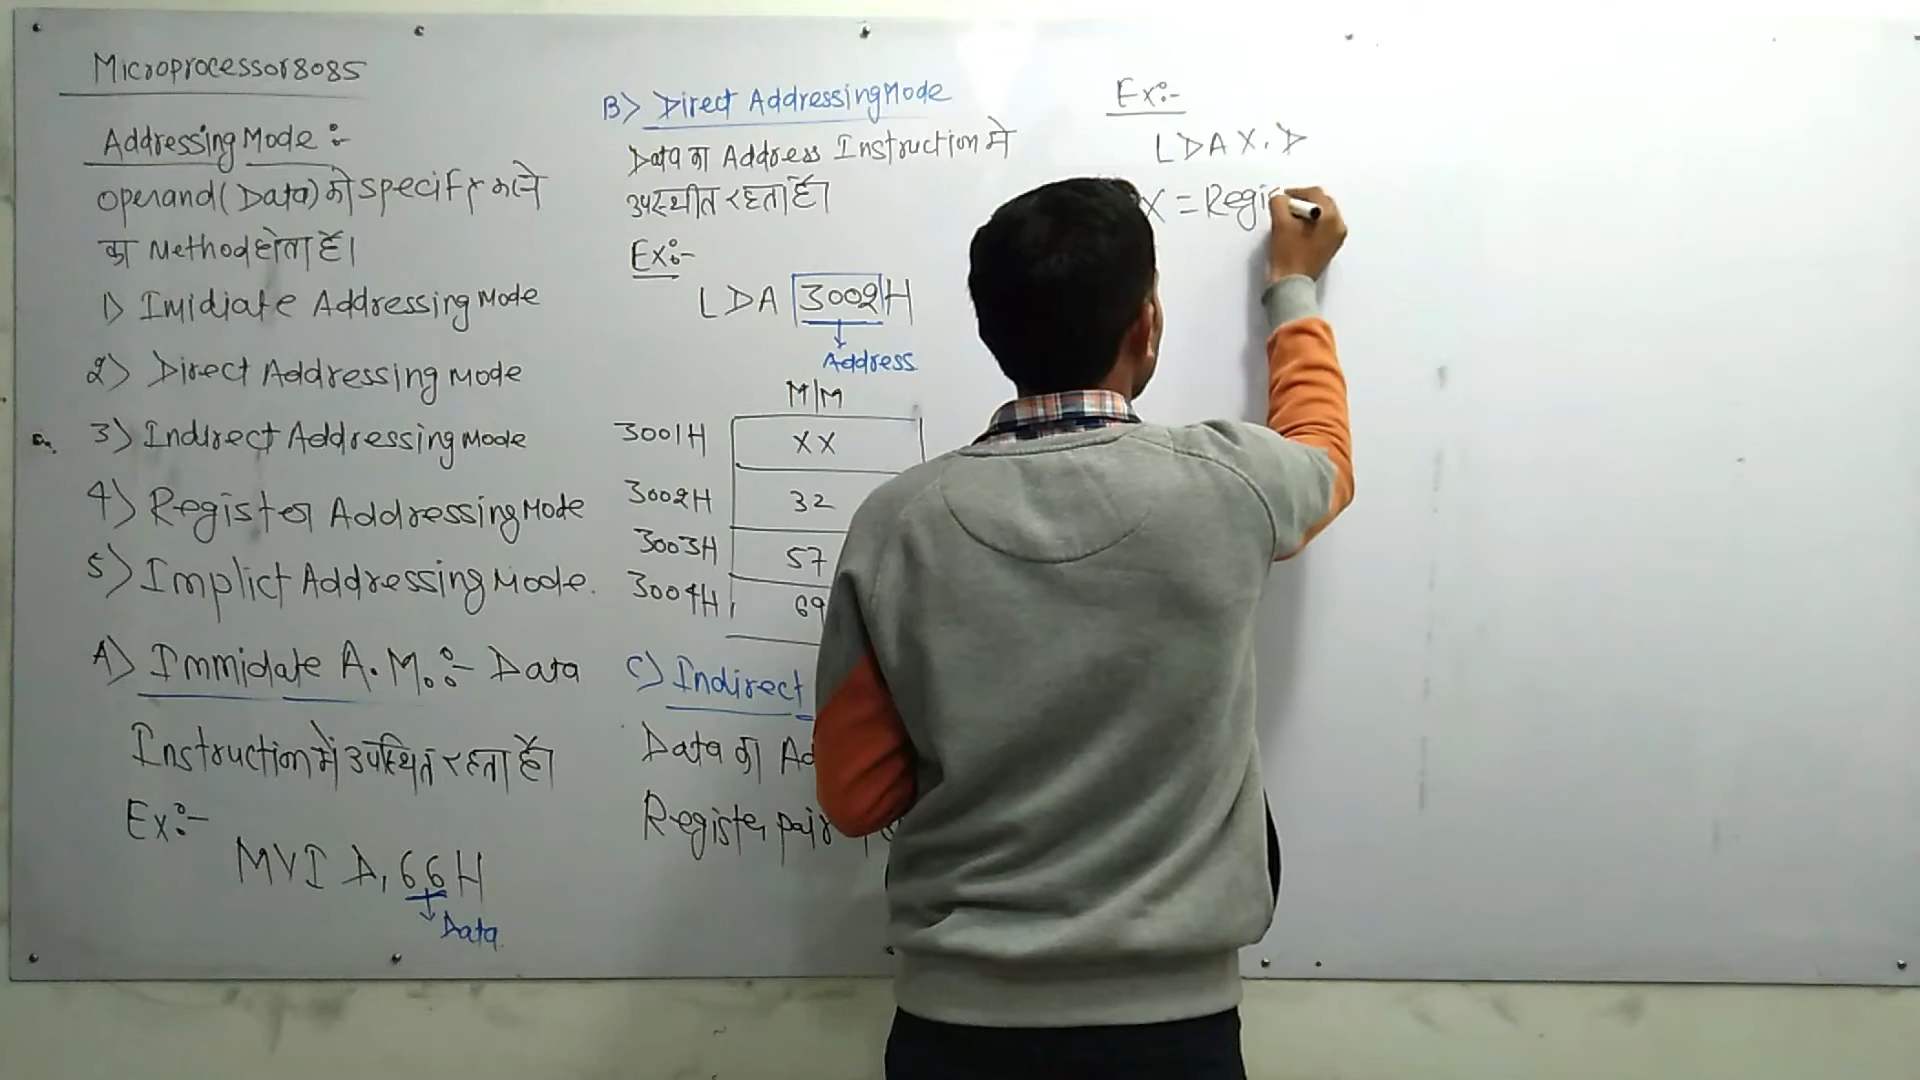 Microprocessor 8085
Addressing Mode :-
operand (Data) को specify करने
का Method होता हैं।
1) Imidiate Addressing Mode
2) Direct Addressing Mode
3) Indirect Addressing Mode
4) Register Addressing Mode
5) Implict Addressing Mode.
A) Immidate A.M. :- Data
Instruction में उपस्थित रहता हैं।
Ex:-
MVI A, 66H
Data
B) Direct Addressing Mode
Data का Address Instruction मे
उपस्थीत रहता हैं।
Ex:-
LDA 3002H
Address
M/M
3001H XX
3002H 32
3003H 57
3004H 69
C) Indirect
Data का Ad
Register pair
Ex:-
LDAX, D
X = Regis